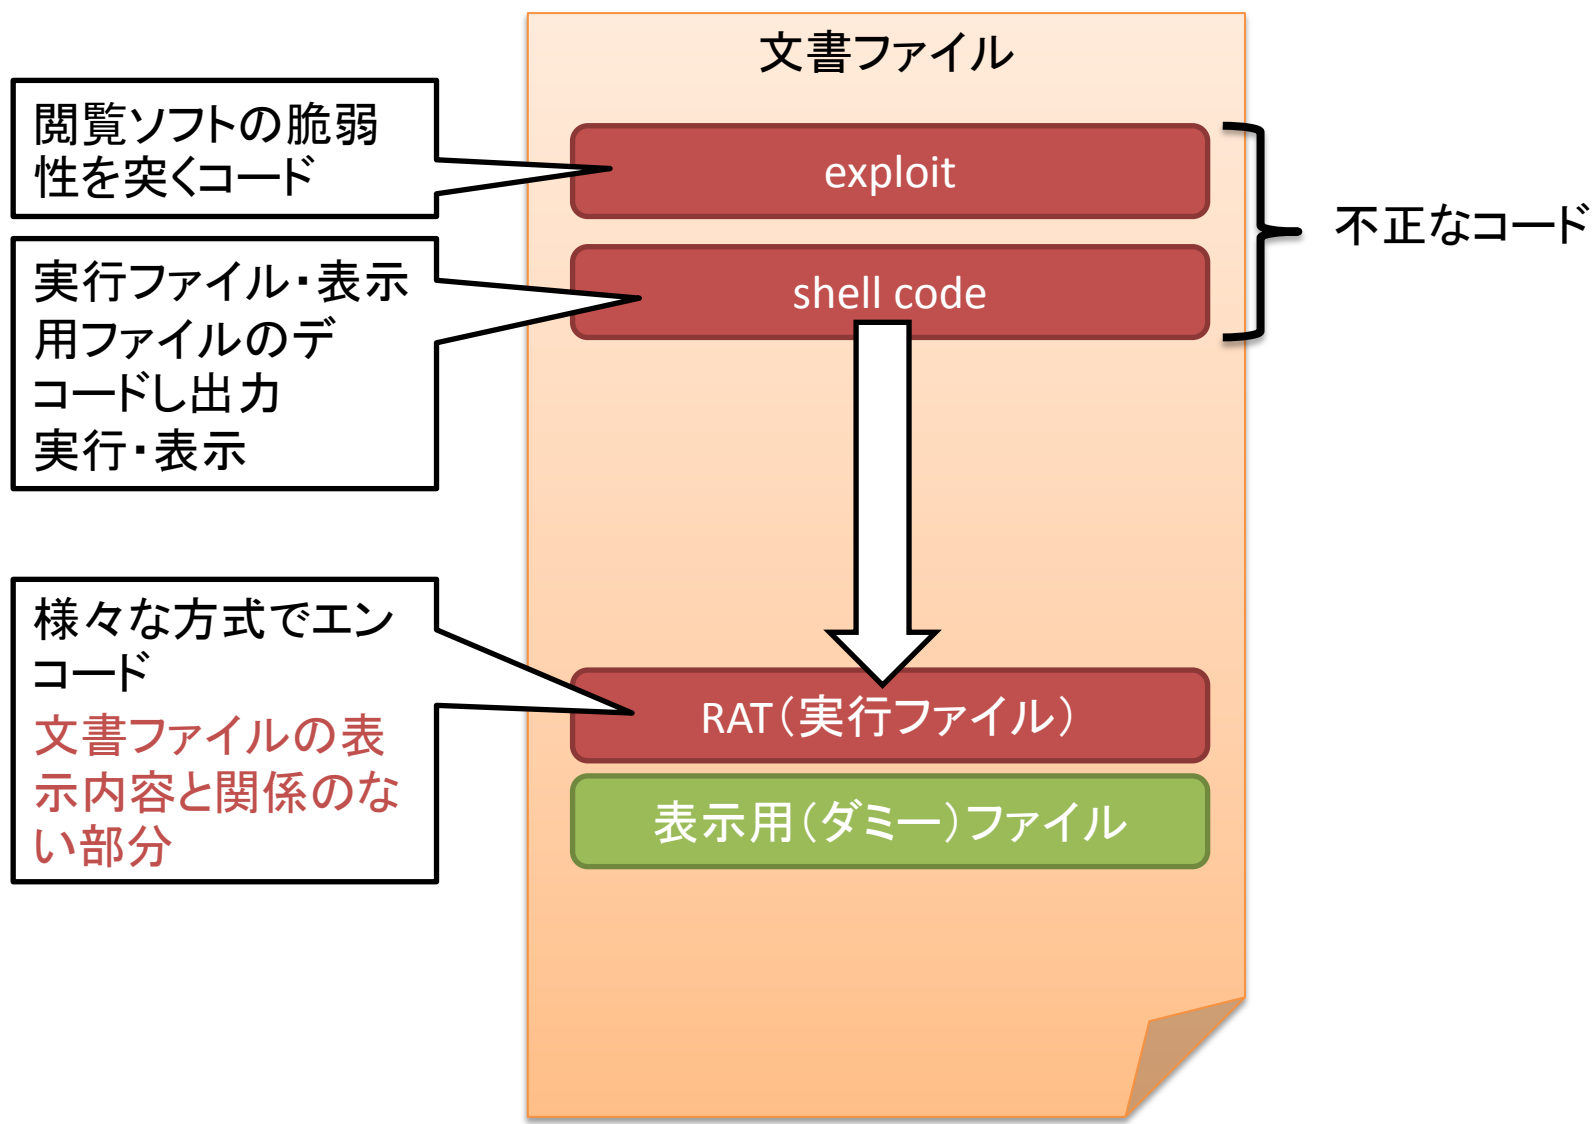 文書ファイル
閲覧ソフトの脆弱
性を突くコード
exploit
不正なコード
実行ファイル・表示
用ファイルのデ
コードし出力
実行・表示
shell code
様々な方式でエン
コード
文書ファイルの表
示内容と関係のな
い部分
RAT(実行ファイル)
表示用(ダミー)ファイル